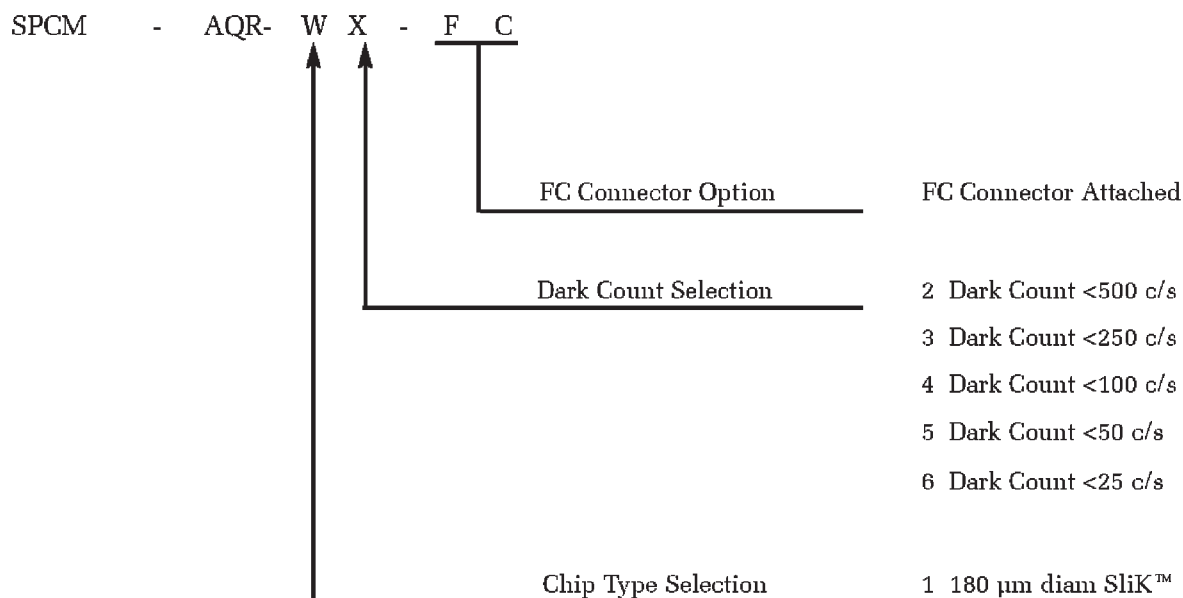 SPCM - AQR- W X - F C
FC Connector Option FC Connector Attached
Dark Count Selection 2 Dark Count <500 c/s
3 Dark Count <250 c/s
4 Dark Count <100 c/s
5 Dark Count <50 c/s
6 Dark Count <25 c/s
Chip Type Selection 1 180 µm diam SliK™